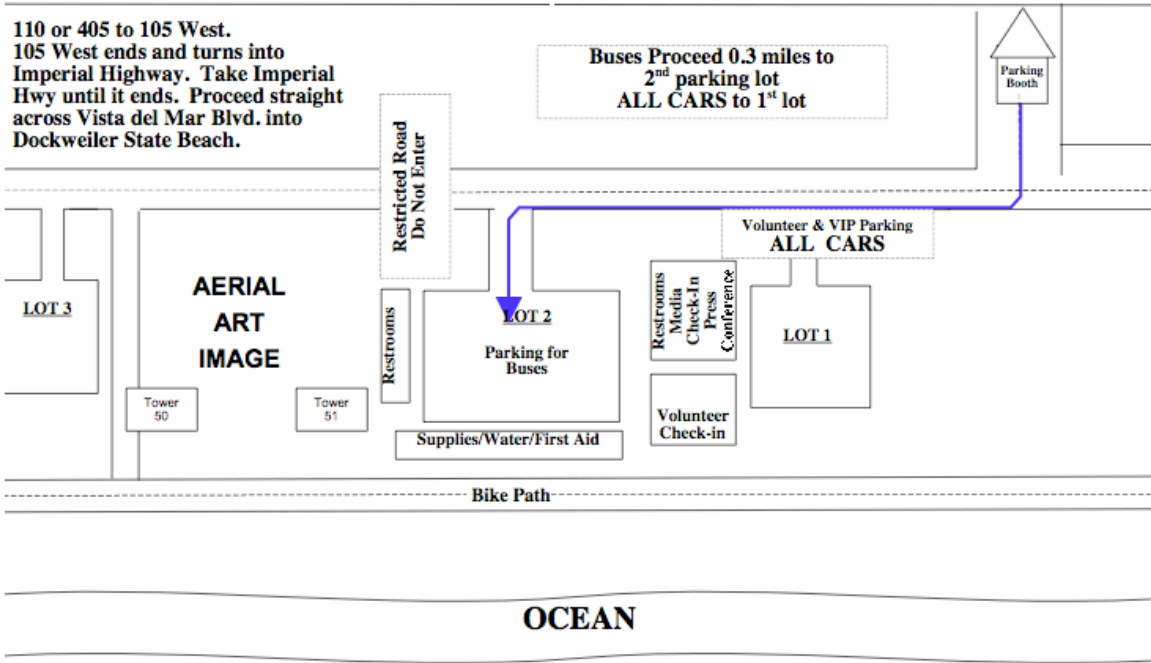 110 or 405 to 105 West.
105 West ends and turns into
Imperial Highway. Take Imperial
Hwy until it ends. Proceed straight
across Vista del Mar Blvd. into
Dockweiler State Beach.
Buses Proceed 0.3 miles to
2nd parking lot
ALL CARS to 1st lot
Parking
Booth
Restricted Road
Do Not Enter
Volunteer & VIP Parking
ALL CARS
LOT 3
AERIAL
ART
IMAGE
Restrooms
LOT 2
Parking for
Buses
Restrooms
Media
Check-In
Press
Conference
LOT 1
Tower
50
Tower
51
Volunteer
Check-in
Supplies/Water/First Aid
Bike Path
OCEAN